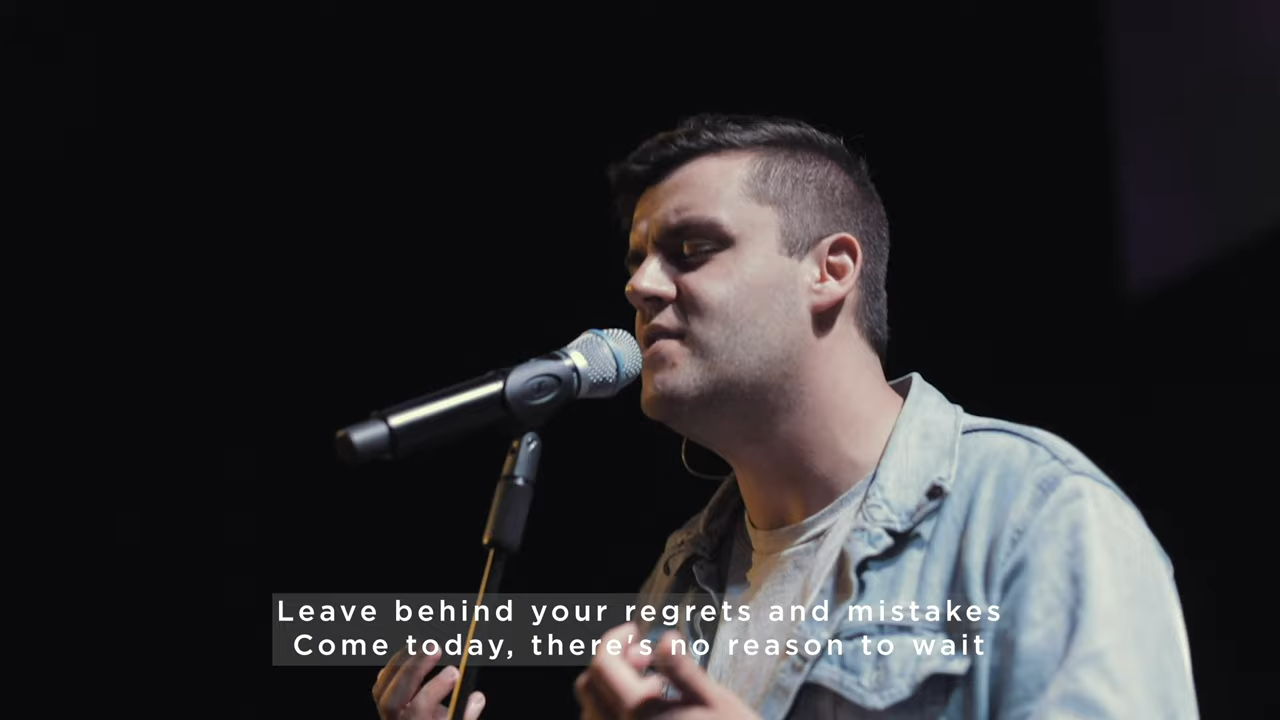 Leave behind your regrets and mistakes
Come today, there's no reason to wait